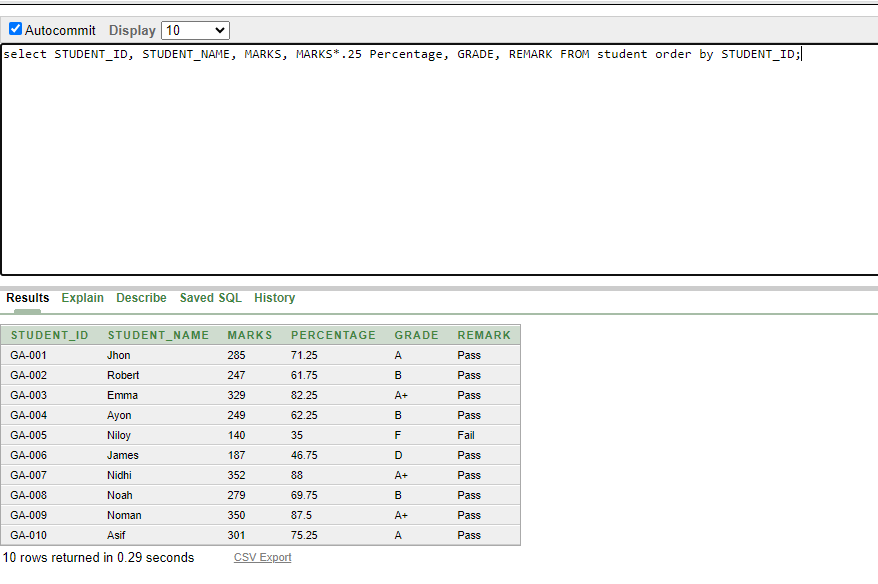 Autocommit Display 10
select STUDENT_ID, STUDENT_NAME, MARKS, MARKS*.25 Percentage, GRADE, REMARK FROM student order by STUDENT_ID;
Results Explain Describe Saved SQL History
STUDENT_ID STUDENT_NAME MARKS PERCENTAGE GRADE REMARK
GA-001 Jhon 285 71.25 A Pass
GA-002 Robert 247 61.75 B Pass
GA-003 Emma 329 82.25 A+ Pass
GA-004 Ayon 249 62.25 B Pass
GA-005 Niloy 140 35 F Fail
GA-006 James 187 46.75 D Pass
GA-007 Nidhi 352 88 A+ Pass
GA-008 Noah 279 69.75 B Pass
GA-009 Noman 350 87.5 A+ Pass
GA-010 Asif 301 75.25 A Pass
10 rows returned in 0.29 seconds CSV Export